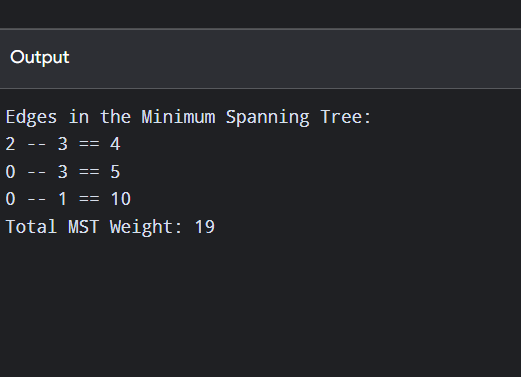 Output
Edges in the Minimum Spanning Tree:
2 -- 3 == 4
0 -- 3 == 5
0 -- 1 == 10
Total MST Weight: 19